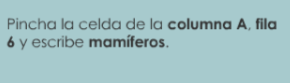 Pincha la celda de la columna A, fila
6 y escribe mamíferos.